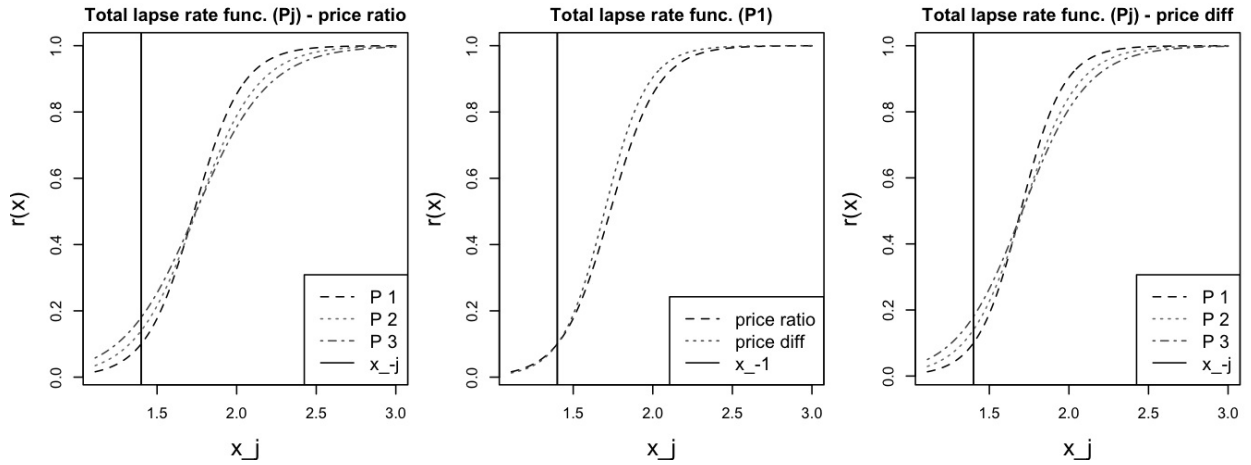 Total lapse rate func. (Pj) - price ratio
r(x)
1.0
0.8
0.6
0.4
0.2
0.0
P 1
P 2
P 3
x_-j
1.5
2.0
2.5
3.0
x_j
Total lapse rate func. (P1)
r(x)
1.0
0.8
0.6
0.4
0.2
0.0
price ratio
price diff
x_-1
1.5
2.0
2.5
3.0
x_j
Total lapse rate func. (Pj) - price diff
r(x)
1.0
0.8
0.6
0.4
0.2
0.0
P 1
P 2
P 3
x_-j
1.5
2.0
2.5
3.0
x_j